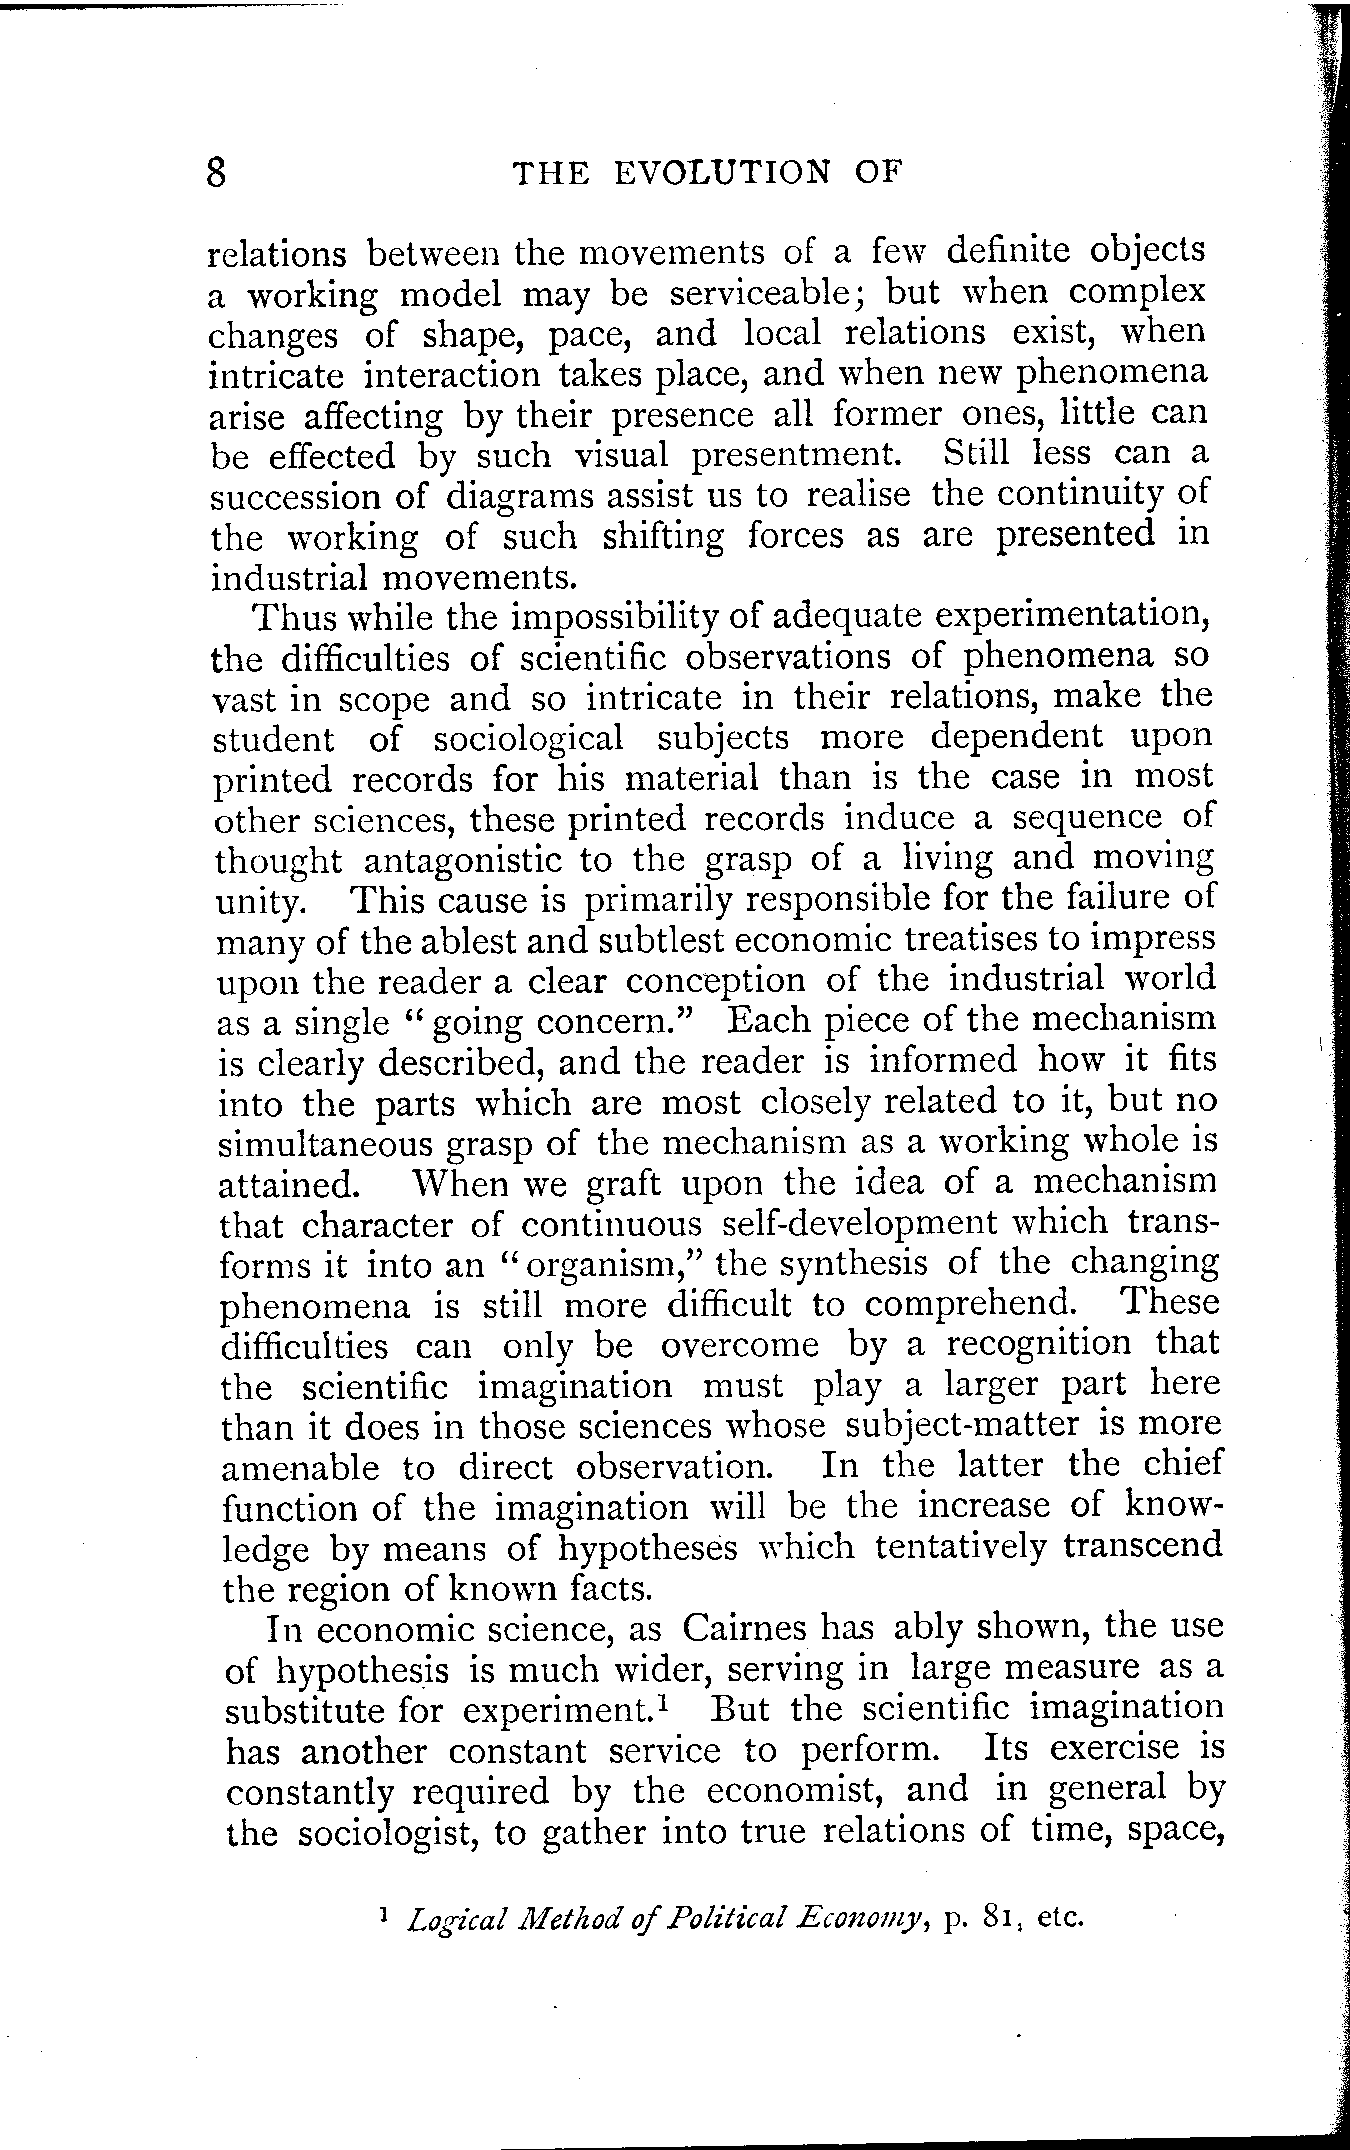 8 THE EVOLUTION OF
relations between the movements of a few definite objects
a working model may be serviceable; but when complex
changes of shape, pace, and local relations exist, when
intricate interaction takes place, and when new phenomena
arise affecting by their presence all former ones, little can
be effected by such visual presentment. Still less can a
succession of diagrams assist us to realise the continuity of
the working of such shifting forces as are presented in
industrial movements.
Thus while the impossibility of adequate experimentation,
the difficulties of scientific observations of phenomena so
vast in scope and so intricate in their relations, make the
student of sociological subjects more dependent upon
printed records for his material than is the case in most
other sciences, these printed records induce a sequence of
thought antagonistic to the grasp of a living and moving
unity. This cause is primarily responsible for the failure of
many of the ablest and subtlest economic treatises to impress
upon the reader a clear conception of the industrial world
as a single “going concern.” Each piece of the mechanism
is clearly described, and the reader is informed how it fits
into the parts which are most closely related to it, but no
simultaneous grasp of the mechanism as a working whole is
attained. When we graft upon the idea of a mechanism
that character of continuous self-development which trans-
forms it into an “organism,” the synthesis of the changing
phenomena is still more difficult to comprehend. These
difficulties can only be overcome by a recognition that
the scientific imagination must play a larger part here
than it does in those sciences whose subject-matter is more
amenable to direct observation. In the latter the chief
function of the imagination will be the increase of know-
ledge by means of hypotheses which tentatively transcend
the region of known facts.
In economic science, as Cairnes has ably shown, the use
of hypothesis is much wider, serving in large measure as a
substitute for experiment.¹ But the scientific imagination
has another constant service to perform. Its exercise is
constantly required by the economist, and in general by
the sociologist, to gather into true relations of time, space,
¹ Logical Method of Political Economy, p. 81, etc.